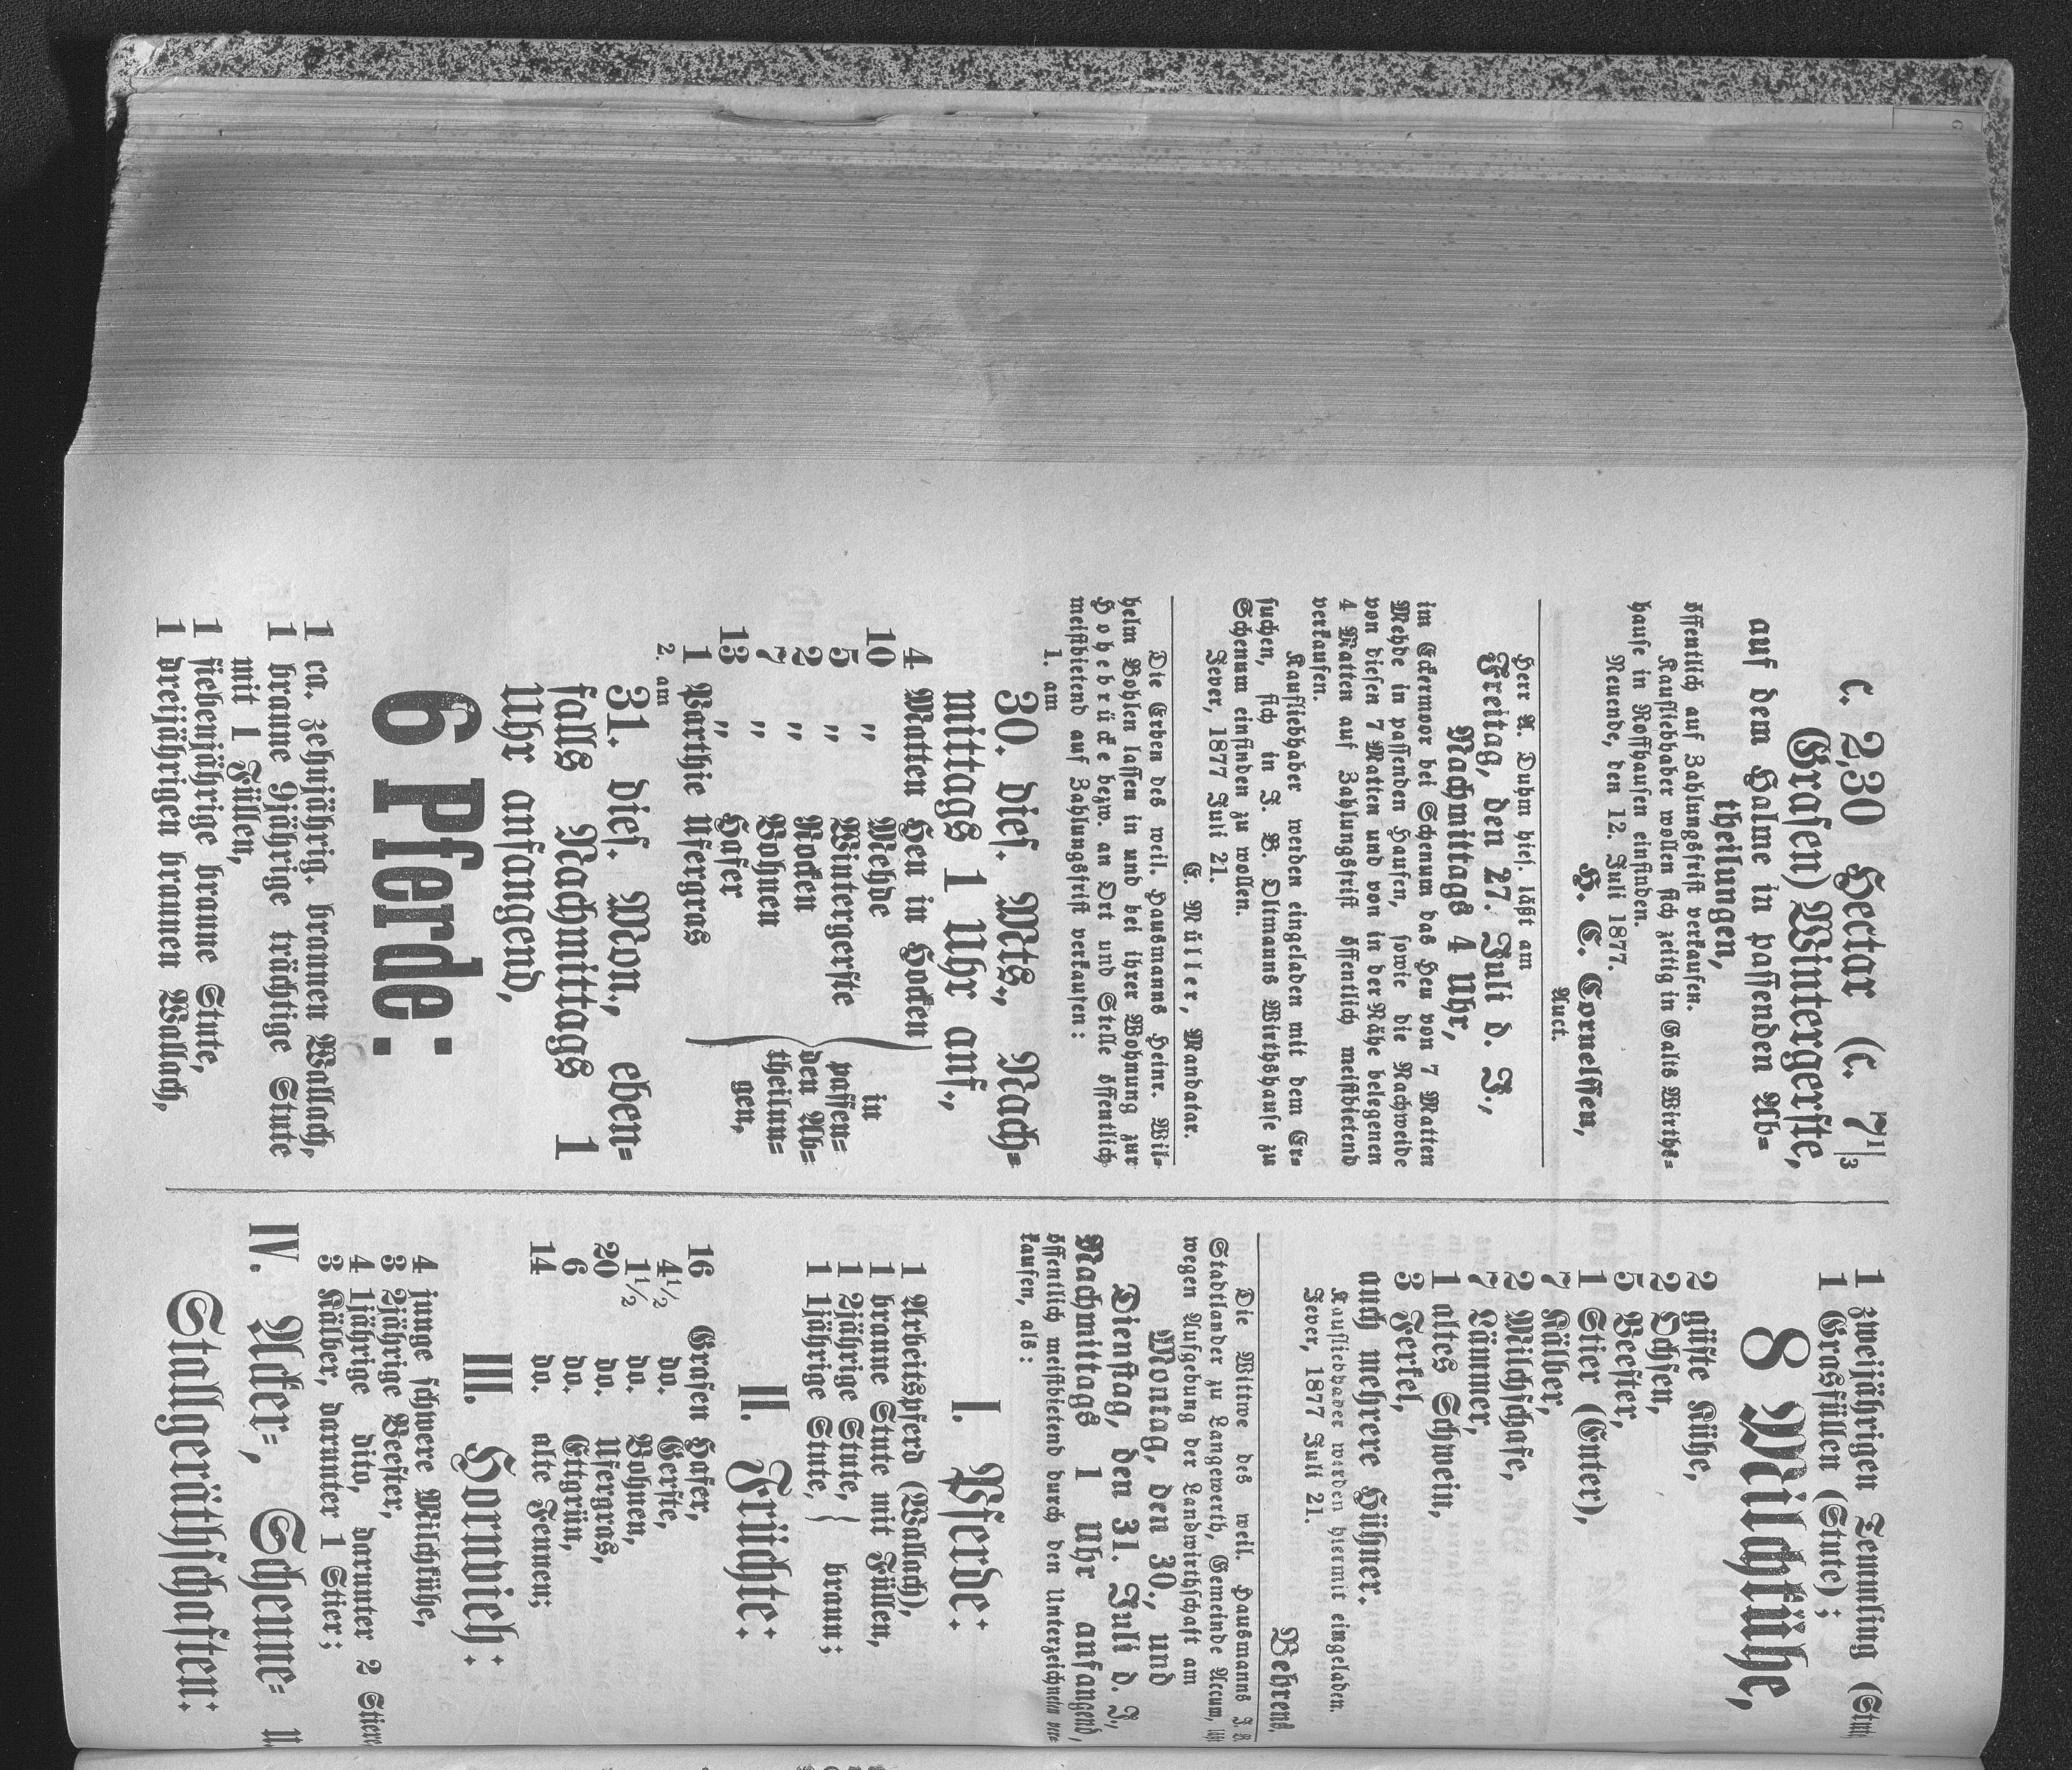 c. 2,30 Hectar (c. 7⅓
Grasen) Wintergerste,
auf dem Halme in passenden Ab-
theilungen,
öffentlich auf Zahlungsfrist verkaufen.
Kaufliebhaber wollen sich zeitig in Galts Wirths-
hause in Roffhausen einfinden.
Neuende, den 12. Juli 1877.
H. C. Cornelssen,
Auct.
Herr A. Duhm hies. läßt am
Freitag, den 27. Juli d. J.,
Nachmittags 4 Uhr,
im Eckermoor bei Schenum das Heu von 7 Matten
Mehde in passenden Haufen, sowie die Nachweide
von diesen 7 Matten und von in der Nähe belegenen
4 Matten auf Zahlungsfrist öffentlich meistbietend
verkaufen.
Kaufliebhaber werden eingeladen mit dem Er-
suchen, sich in J. B. Oltmanns Wirthshause zu
Schenum einfinden zu wollen.
Jever, 1877 Juli 21.
E. Müller, Mandatar.
Die Erben des weil. Hausmanns Heinr. Wil-
helm Bohlen lassen in und bei ihrer Wohnung zur
Hohebrücke bezw. an Ort und Stelle öffentlich
meistbietend auf Zahlungsfrist verkaufen:
1. am
30. dies. Mts., Nach-
mittags 1 Uhr anf.,
4 Matten Heu in Hocken
10 „ Mehde
5 „ Wintergerste
2 „ Rocken
7 „ Bohnen
13 „ Hafer
1 Parthie Ufergras
in
passen-
den Ab-
theilun-
gen,
2. am
31. dies. Mon., eben-
falls Nachmittags 1
Uhr anfangend,
6 Pferde:
1 ca. zehnjährig. braunen Wallach,
1 braune 9jährige trächtige Stute
mit 1 Füllen,
1 siebenjährige braune Stute,
1 dreijährigen braunen Wallach,
1 zweijährigen Temmling
1 Grasfüllen (Stute);
8 Milchkühe,
2 güste Kühe,
2 Ochsen,
5 Beester,
1 Stier (Enter),
7 Kälber,
2 Milchschafe,
7 Lämmer,
1 altes Schwein,
3 Ferkel,
auch mehrere Hühner.
Kaufliebhaber werden hiermit eingeladen.
Jever, 1877 Juli 21.
Behrens.
Die Wittwe des weil. Hausmanns J. B.
Stadtlander zu Langewerth, Gemeinde Accum, läßt
wegen Aufgebung der Landwirthschaft am
Montag, den 30., und
Dienstag, den 31. Juli d. J.,
Nachmittags 1 Uhr anfangend,
öffentlich meistbietend durch den Unterzeichneten ver-
kaufen, als:
I. Pferde:
1 Arbeitspferd (Wallach),
1 braune Stute mit Füllen,
1 2jährige Stute,
1 1jährige Stute,
braun;
II. Früchte:
16 Grasen Hafer,
4½ do. Gerste,
1½ do. Bohnen,
20 do. Ufergras,
6 do. Ettgrün,
14 do. alte Fennen;
III. Hornvieh:
4 junge schwere Milchkühe,
3 2jährige Beester,
4 1jährige dito, darunter 2 Stiere
3 Kälber, darunter 1 Stier;
IV. Acker-, Scheune- u.
Stallgeräthschaften: